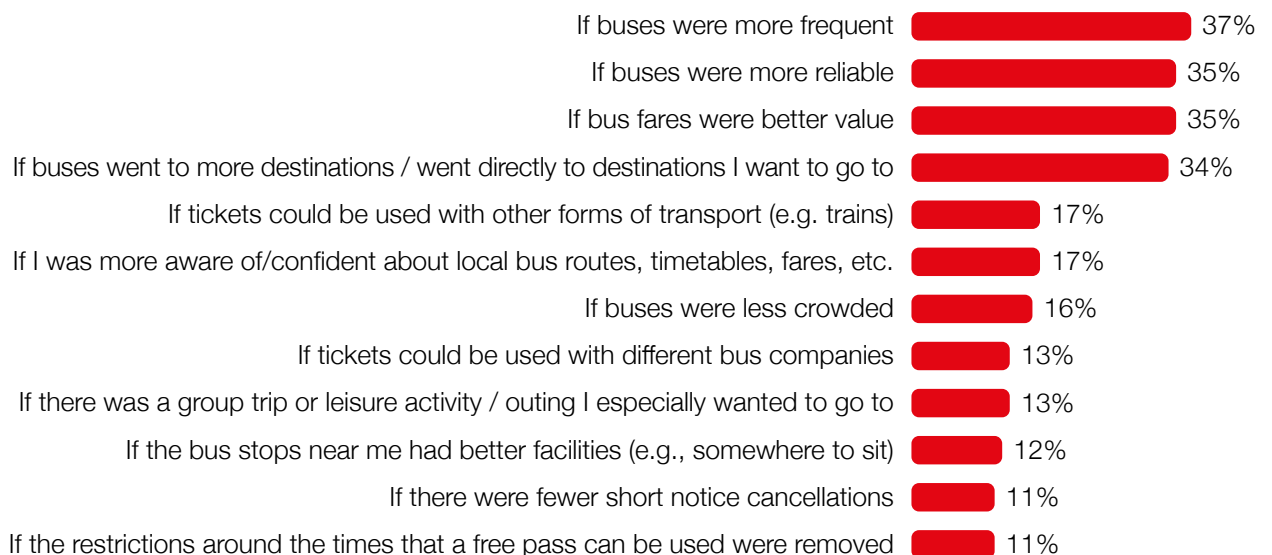 If buses were more frequent 37%
If buses were more reliable 35%
If bus fares were better value 35%
If buses went to more destinations / went directly to destinations I want to go to 34%
If tickets could be used with other forms of transport (e.g. trains) 17%
If I was more aware of/confident about local bus routes, timetables, fares, etc. 17%
If buses were less crowded 16%
If tickets could be used with different bus companies 13%
If there was a group trip or leisure activity / outing I especially wanted to go to 13%
If the bus stops near me had better facilities (e.g., somewhere to sit) 12%
If there were fewer short notice cancellations 11%
If the restrictions around the times that a free pass can be used were removed 11%